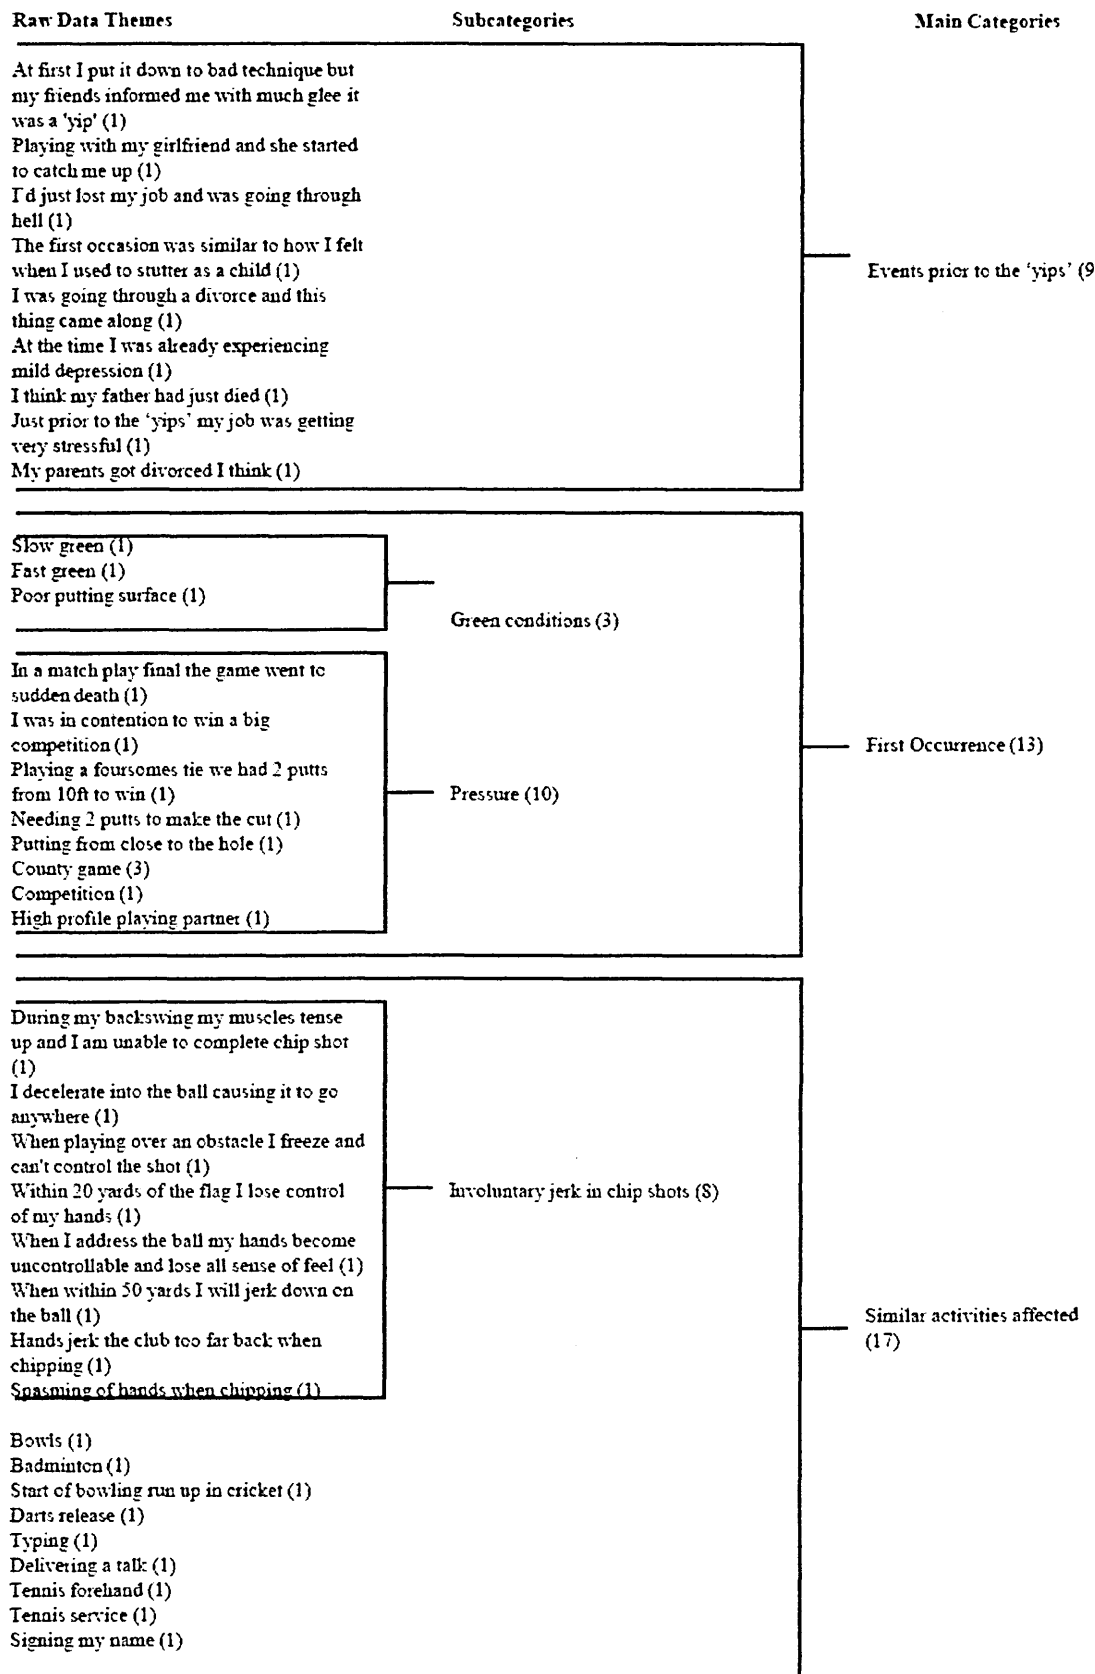 Raw Data Themes
Subcategories
Main Categories
At first I put it down to bad technique but
my friends informed me with much glee it
was a 'yip' (1)
Playing with my girlfriend and she started
to catch me up (1)
I'd just lost my job and was going through
hell (1)
The first occasion was similar to how I felt
when I used to stutter as a child (1)
I was going through a divorce and this
thing came along (1)
At the time I was already experiencing
mild depression (1)
I think my father had just died (1)
Just prior to the 'yips' my job was getting
very stressful (1)
My parents got divorced I think (1)
Events prior to the 'yips' (9
Slow green (1)
Fast green (1)
Poor putting surface (1)
Green conditions (3)
In a match play final the game went to
sudden death (1)
I was in contention to win a big
competition (1)
Playing a foursomes tie we had 2 putts
from 10ft to win (1)
Needing 2 putts to make the cut (1)
Putting from close to the hole (1)
County game (3)
Competition (1)
High profile playing partner (1)
Pressure (10)
First Occurrence (13)
During my backswing my muscles tense
up and I am unable to complete chip shot
(1)
I decelerate into the ball causing it to go
anywhere (1)
When playing over an obstacle I freeze and
can't control the shot (1)
Within 20 yards of the flag I lose control
of my hands (1)
When I address the ball my hands become
uncontrollable and lose all sense of feel (1)
When within 50 yards I will jerk down on
the ball (1)
Hands jerk the club too far back when
chipping (1)
Spasming of hands when chipping (1)
Involuntary jerk in chip shots (8)
Similar activities affected
(17)
Bowls (1)
Badminton (1)
Start of bowling run up in cricket (1)
Darts release (1)
Typing (1)
Delivering a talk (1)
Tennis forehand (1)
Tennis service (1)
Signing my name (1)